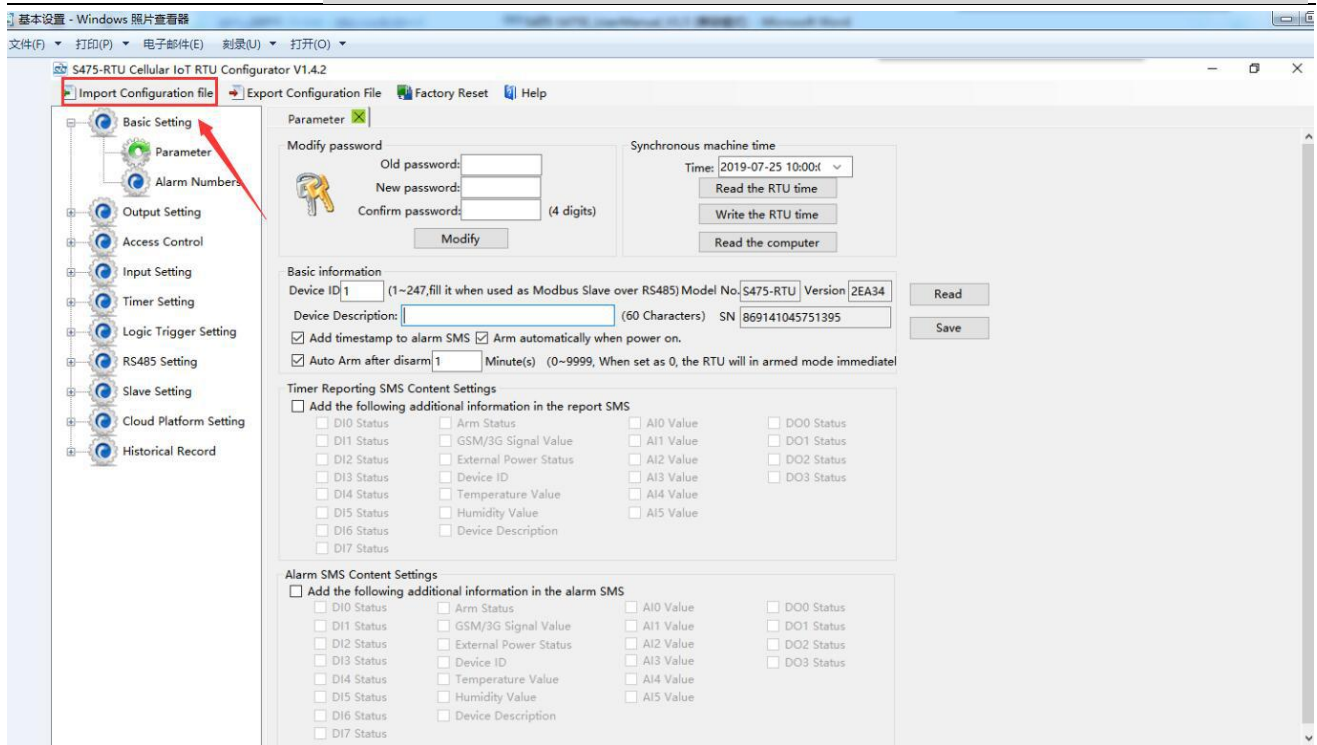 基本设置 - Windows 照片查看器
文件(F) ▼ 打印(P) ▼ 电子邮件(E) 刻录(U) ▼ 打开(O) ▼
S475-RTU Cellular IoT RTU Configurator V1.4.2
Import Configuration file Export Configuration File Factory Reset Help
Basic Setting
Parameter
Alarm Numbers
Output Setting
Access Control
Input Setting
Timer Setting
Logic Trigger Setting
RS485 Setting
Slave Setting
Cloud Platform Setting
Historical Record
Parameter
Modify password
Old password:
New password:
Confirm password: (4 digits)
Modify
Synchronous machine time
Time: 2019-07-25 10:00:(
Read the RTU time
Write the RTU time
Read the computer
Basic information
Device ID 1 (1~247,fill it when used as Modbus Slave over RS485) Model No. S475-RTU Version 2EA34
Device Description: (60 Characters) SN 869141045751395
Add timestamp to alarm SMS Arm automatically when power on.
Auto Arm after disarm 1 Minute(s) (0~9999, When set as 0, the RTU will in armed mode immediatel
Read
Save
Timer Reporting SMS Content Settings
Add the following additional information in the report SMS
DI0 Status Arm Status AI0 Value DO0 Status
DI1 Status GSM/3G Signal Value AI1 Value DO1 Status
DI2 Status External Power Status AI2 Value DO2 Status
DI3 Status Device ID AI3 Value DO3 Status
DI4 Status Temperature Value AI4 Value
DI5 Status Humidity Value AI5 Value
DI6 Status Device Description
DI7 Status
Alarm SMS Content Settings
Add the following additional information in the alarm SMS
DI0 Status Arm Status AI0 Value DO0 Status
DI1 Status GSM/3G Signal Value AI1 Value DO1 Status
DI2 Status External Power Status AI2 Value DO2 Status
DI3 Status Device ID AI3 Value DO3 Status
DI4 Status Temperature Value AI4 Value
DI5 Status Humidity Value AI5 Value
DI6 Status Device Description
DI7 Status